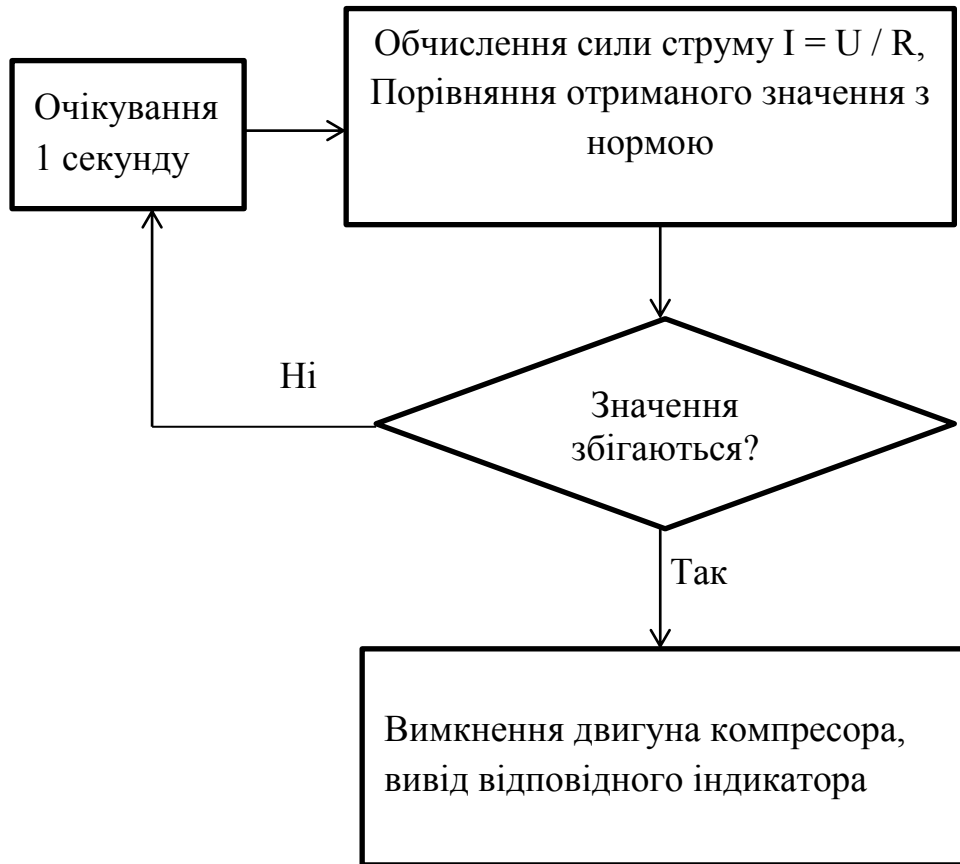 Обчислення сили струму I = U / R,
Порівняння отриманого значення з
нормою
Очікування
1 секунду
Ні
Значення
збігаються?
Так
Вимкнення двигуна компресора,
вивід відповідного індикатора